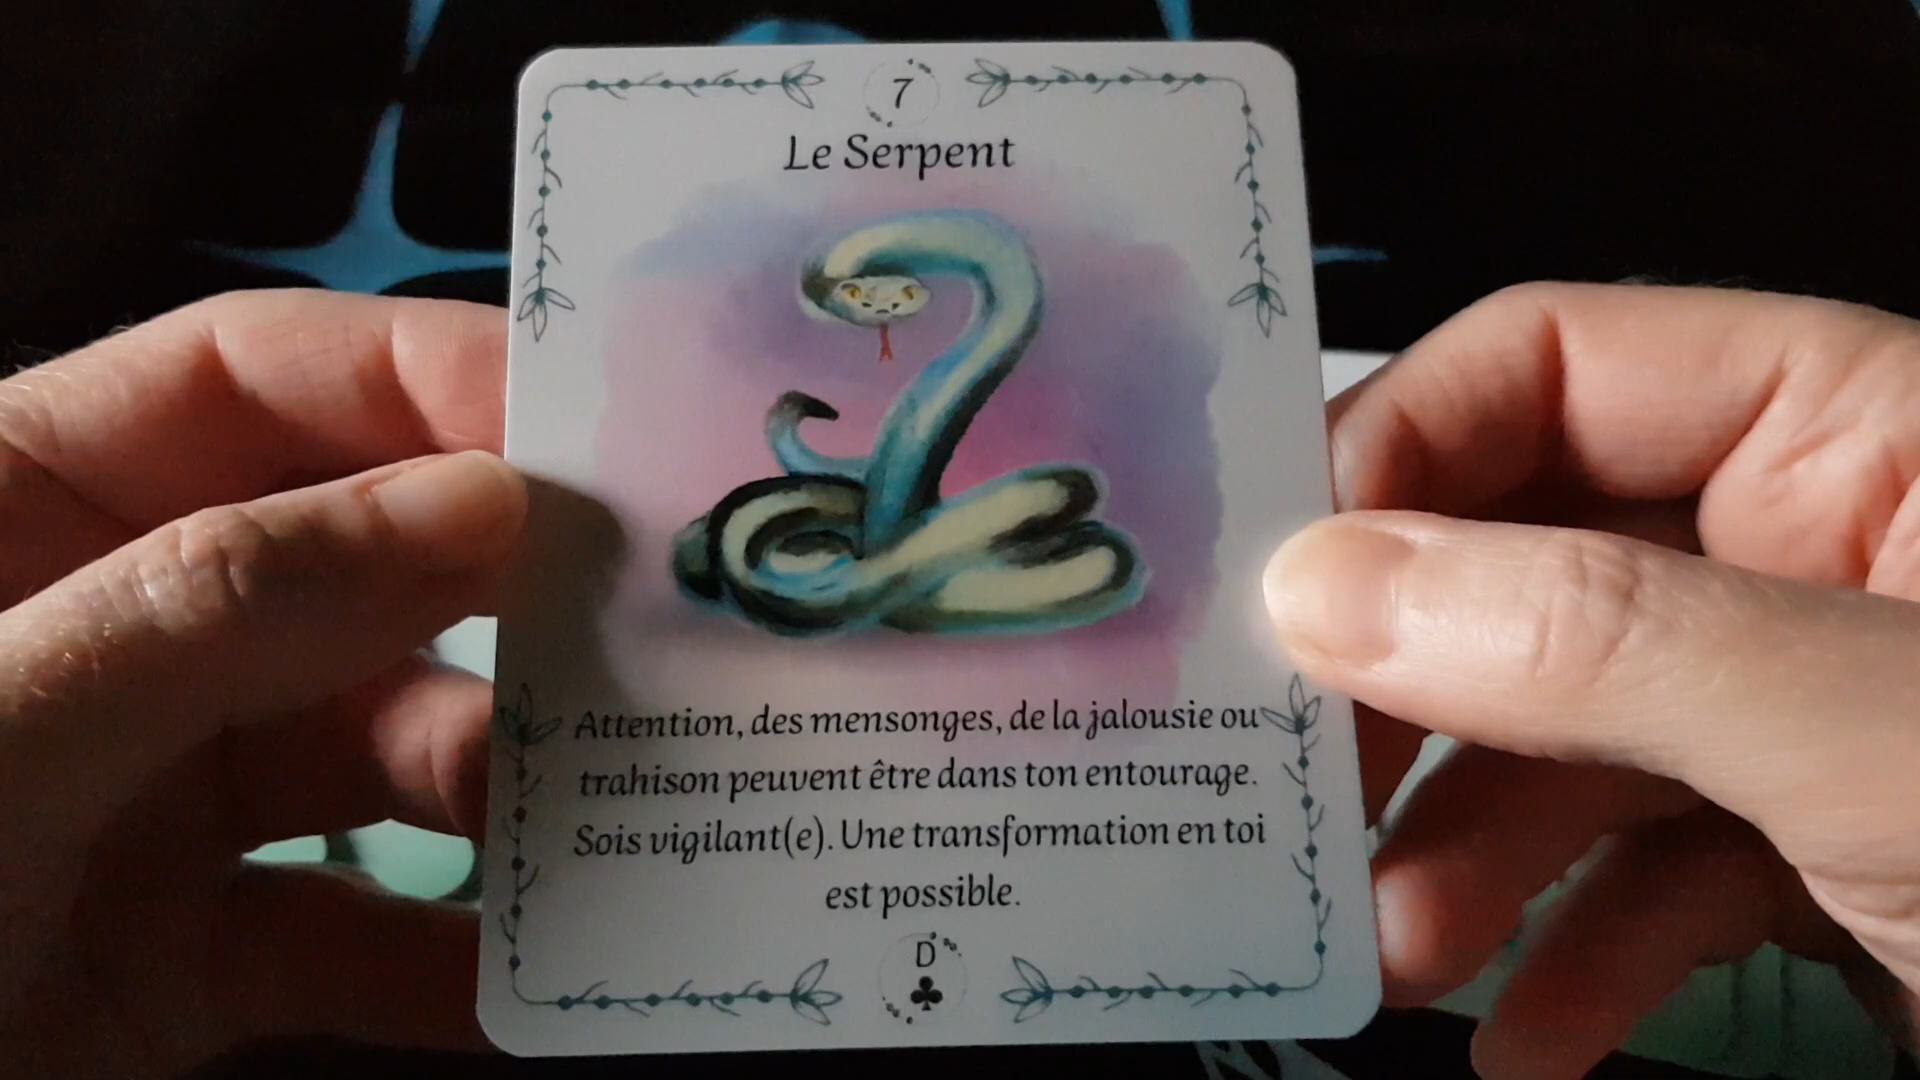 7
Le Serpent
Attention, des mensonges, de la jalousie ou
trahison peuvent être dans ton entourage.
Sois vigilant(e). Une transformation en toi
est possible.
D
♣